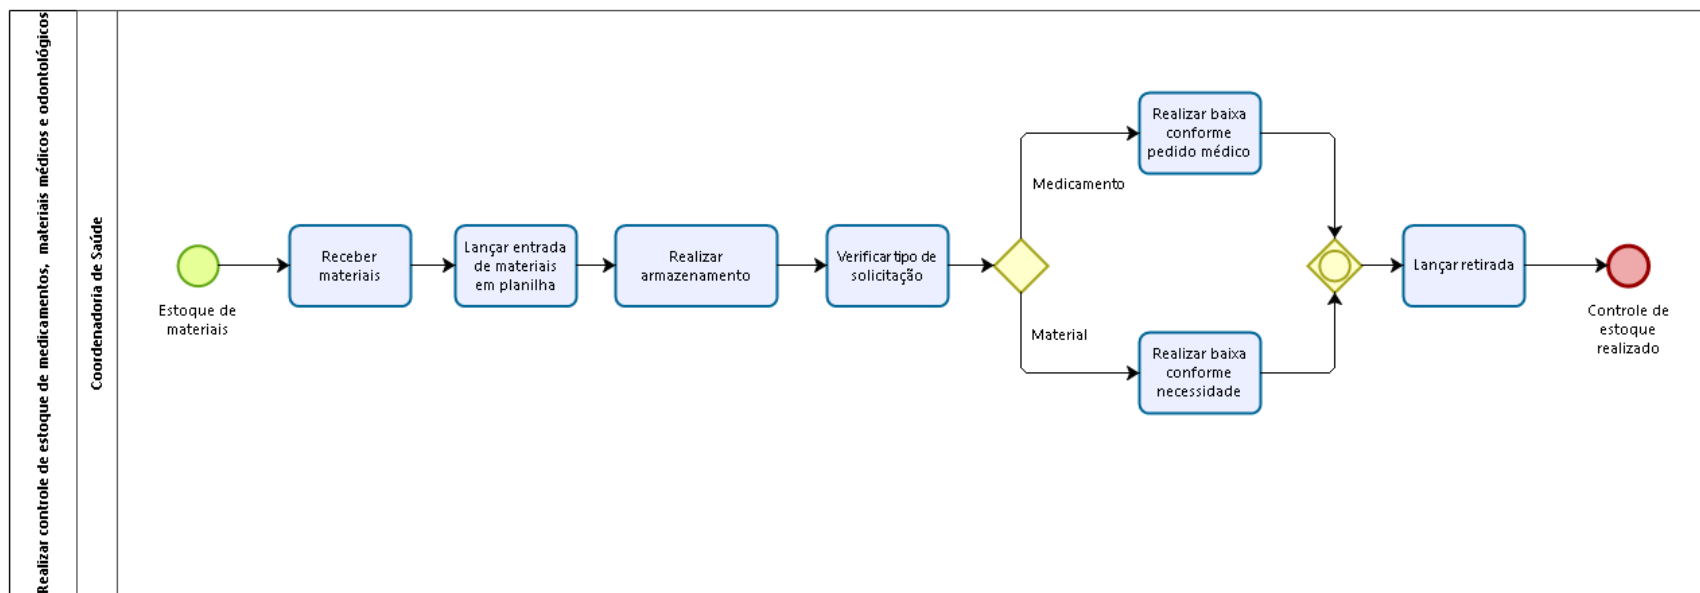 Realizar controle de estoque de medicamentos, materiais médicos e odontológicos
Coordenadoria de Saúde
Estoque de
materiais
Receber
materiais
Lançar entrada
de materiais
em planilha
Realizar
armazenamento
Verificar tipo de
solicitação
Medicamento
Material
Realizar baixa
conforme
pedido médico
Realizar baixa
conforme
necessidade
Lançar retirada
Controle de
estoque
realizado